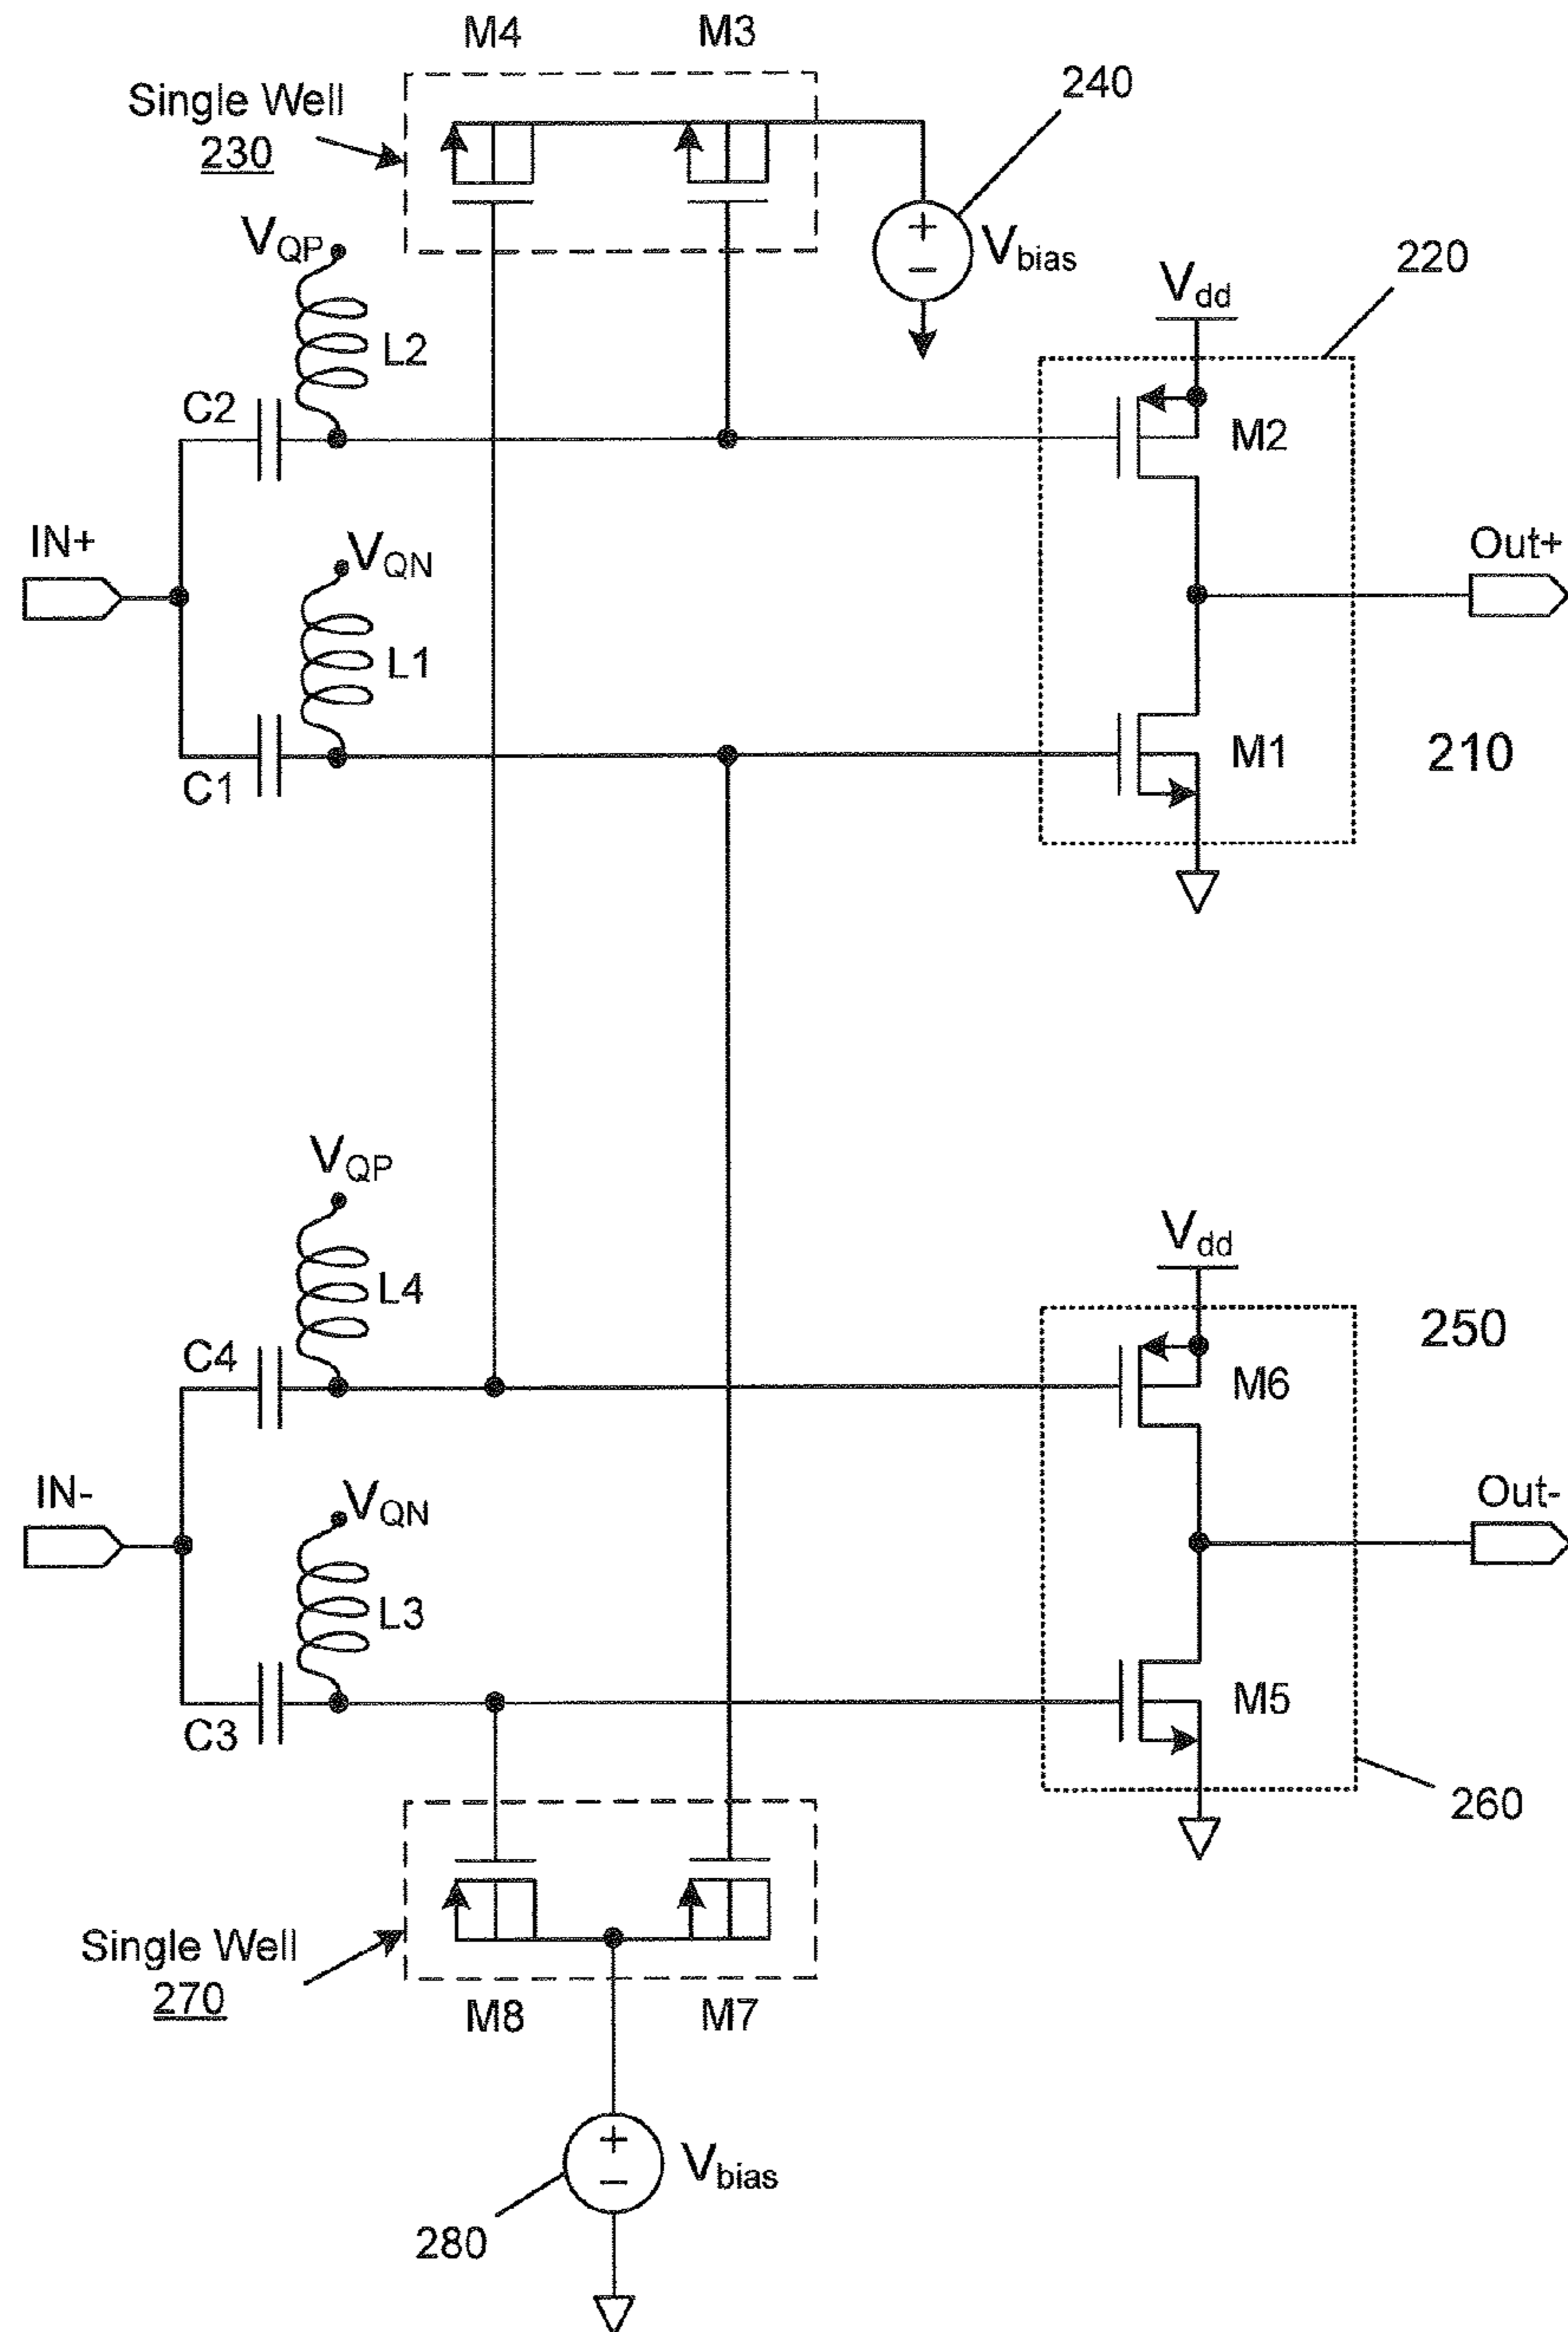 M4
M3
Single Well
230
240
VQP
Vbias
220
Vdd
L2
C2
M2
IN+
VQN
Out+
L1
C1
M1
210
VQP
Vdd
L4
250
C4
M6
IN-
VQN
Out-
L3
C3
M5
260
Single Well
270
M8
M7
Vbias
280